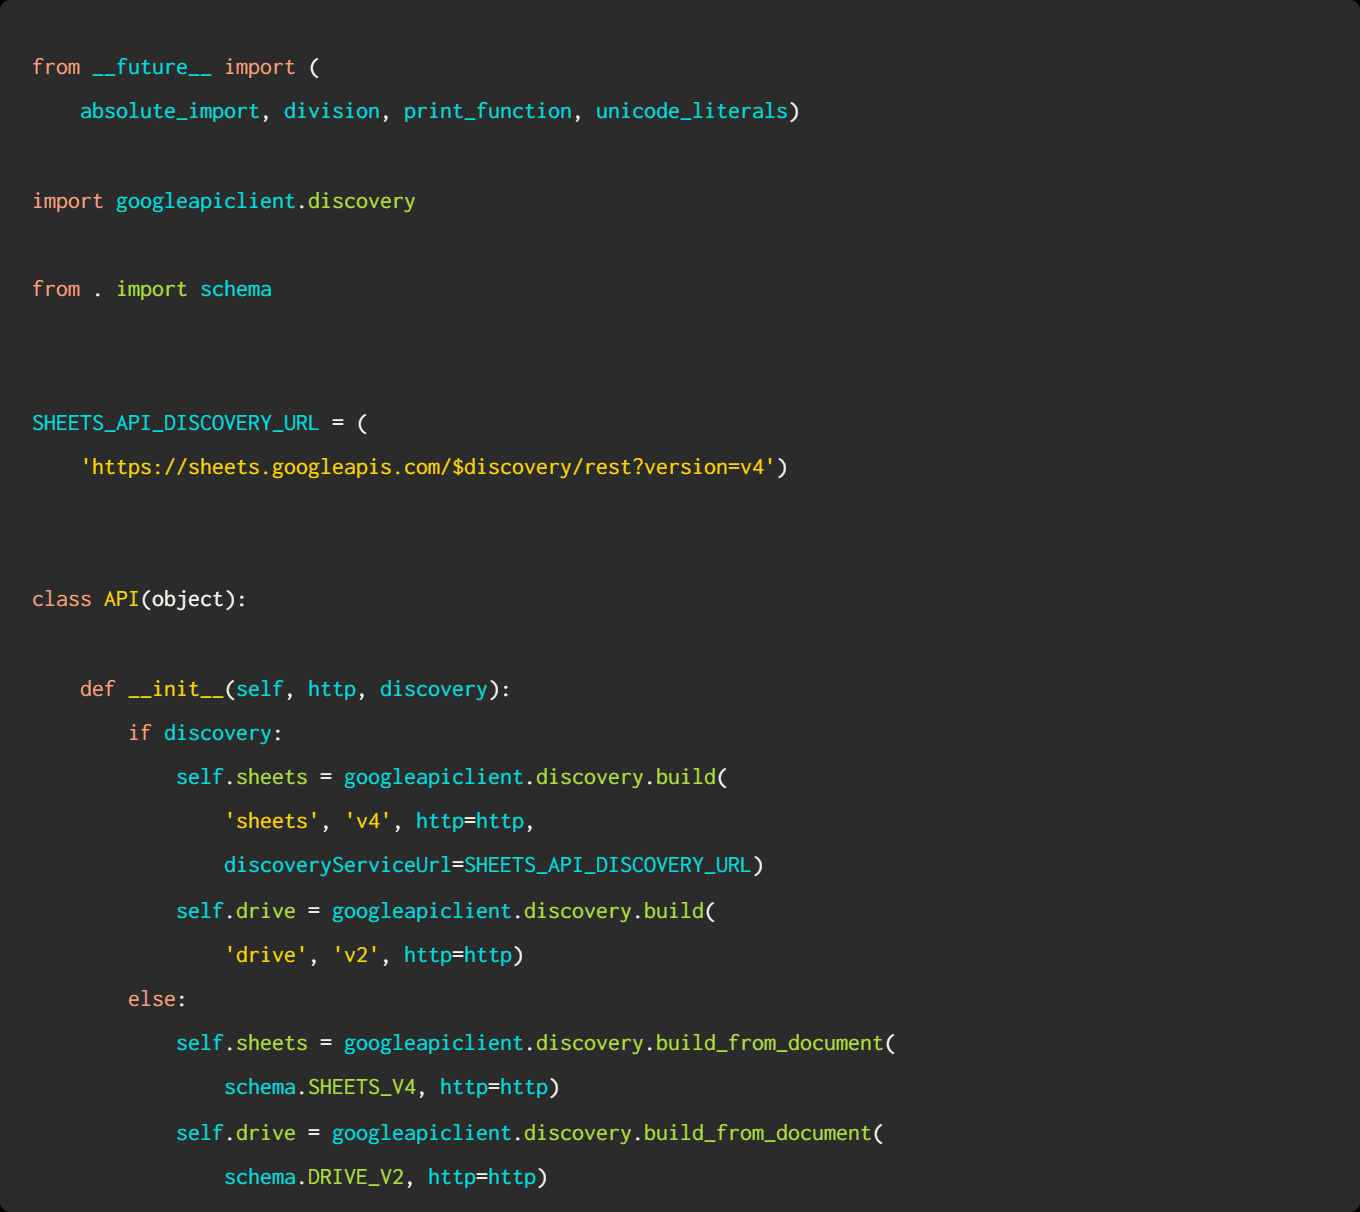 from __future__ import (
    absolute_import, division, print_function, unicode_literals)

import googleapiclient.discovery

from . import schema


SHEETS_API_DISCOVERY_URL = (
    'https://sheets.googleapis.com/$discovery/rest?version=v4')


class API(object):

    def __init__(self, http, discovery):
        if discovery:
            self.sheets = googleapiclient.discovery.build(
                'sheets', 'v4', http=http,
                discoveryServiceUrl=SHEETS_API_DISCOVERY_URL)
            self.drive = googleapiclient.discovery.build(
                'drive', 'v2', http=http)
        else:
            self.sheets = googleapiclient.discovery.build_from_document(
                schema.SHEETS_V4, http=http)
            self.drive = googleapiclient.discovery.build_from_document(
                schema.DRIVE_V2, http=http)